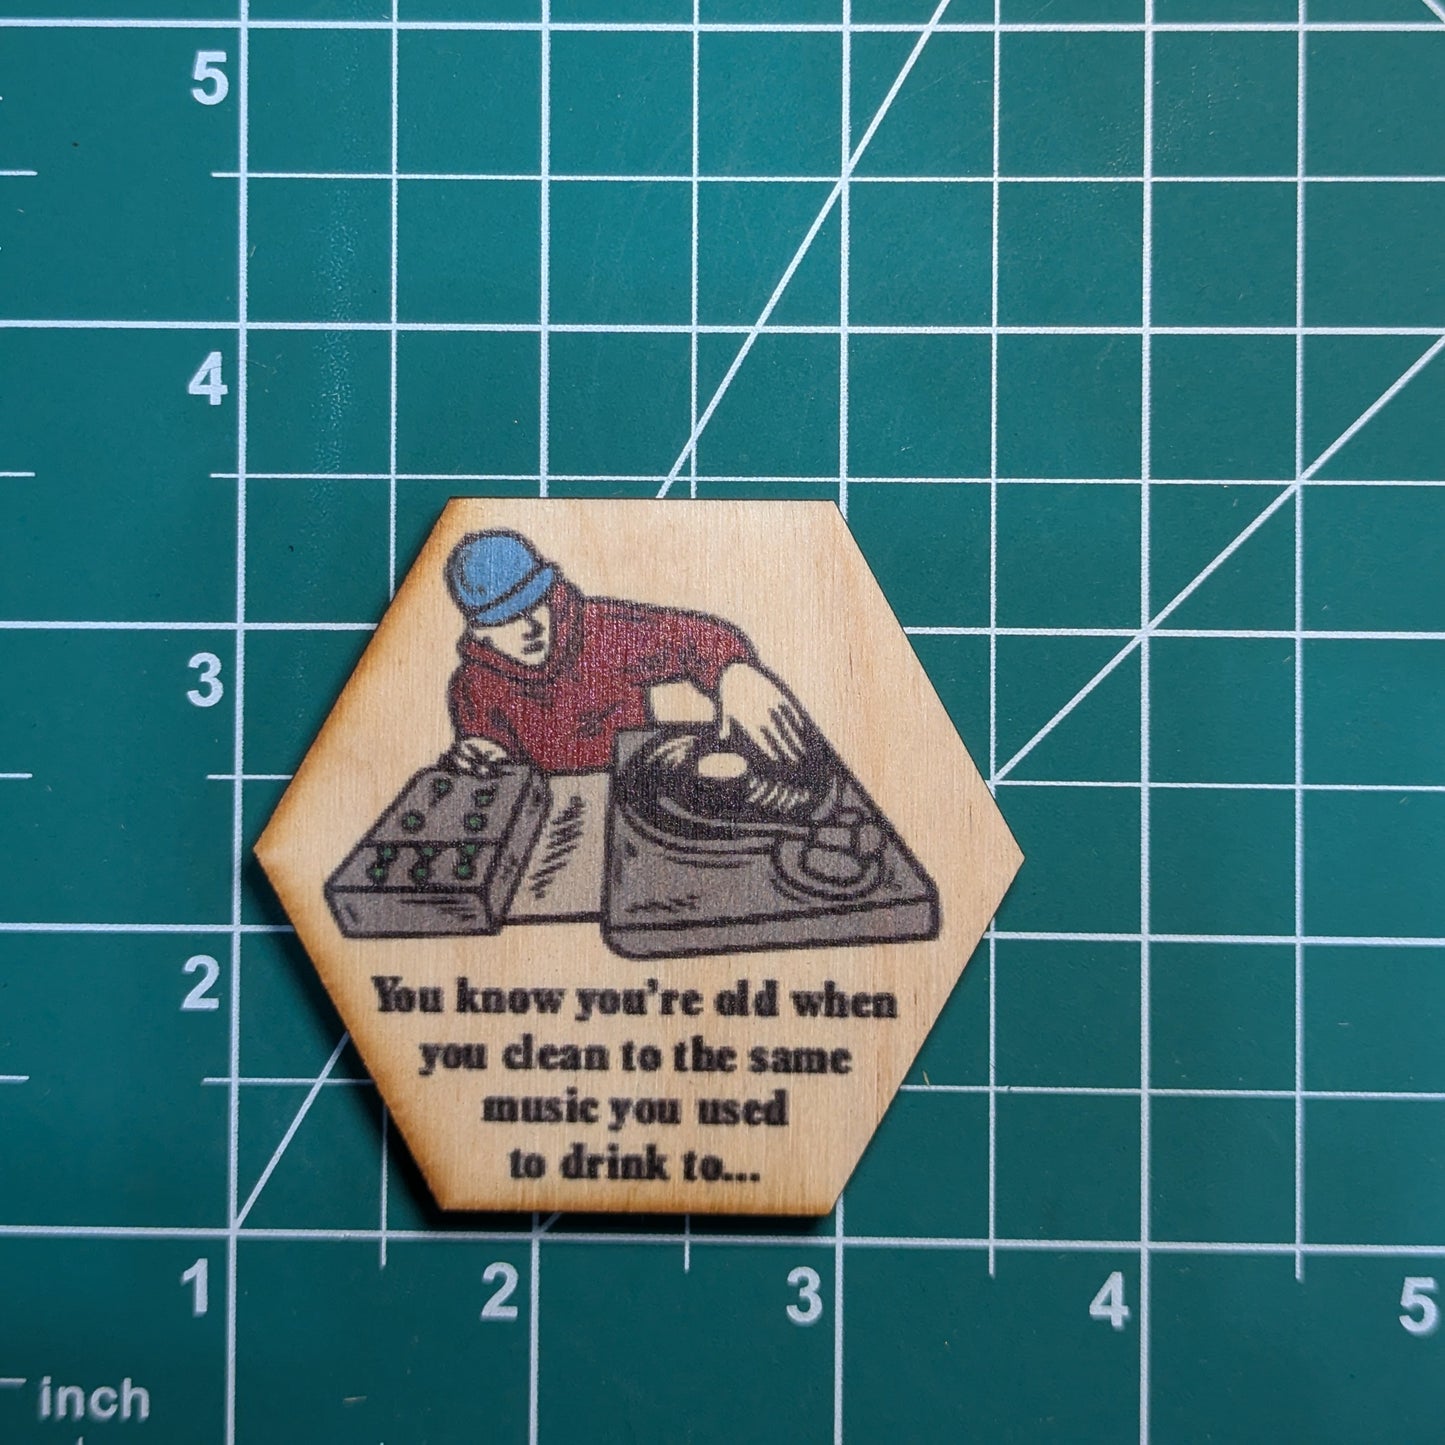 5
4
3
2
1 2 3 4 5
inch
You know you're old when
you clean to the same
music you used
to drink to...